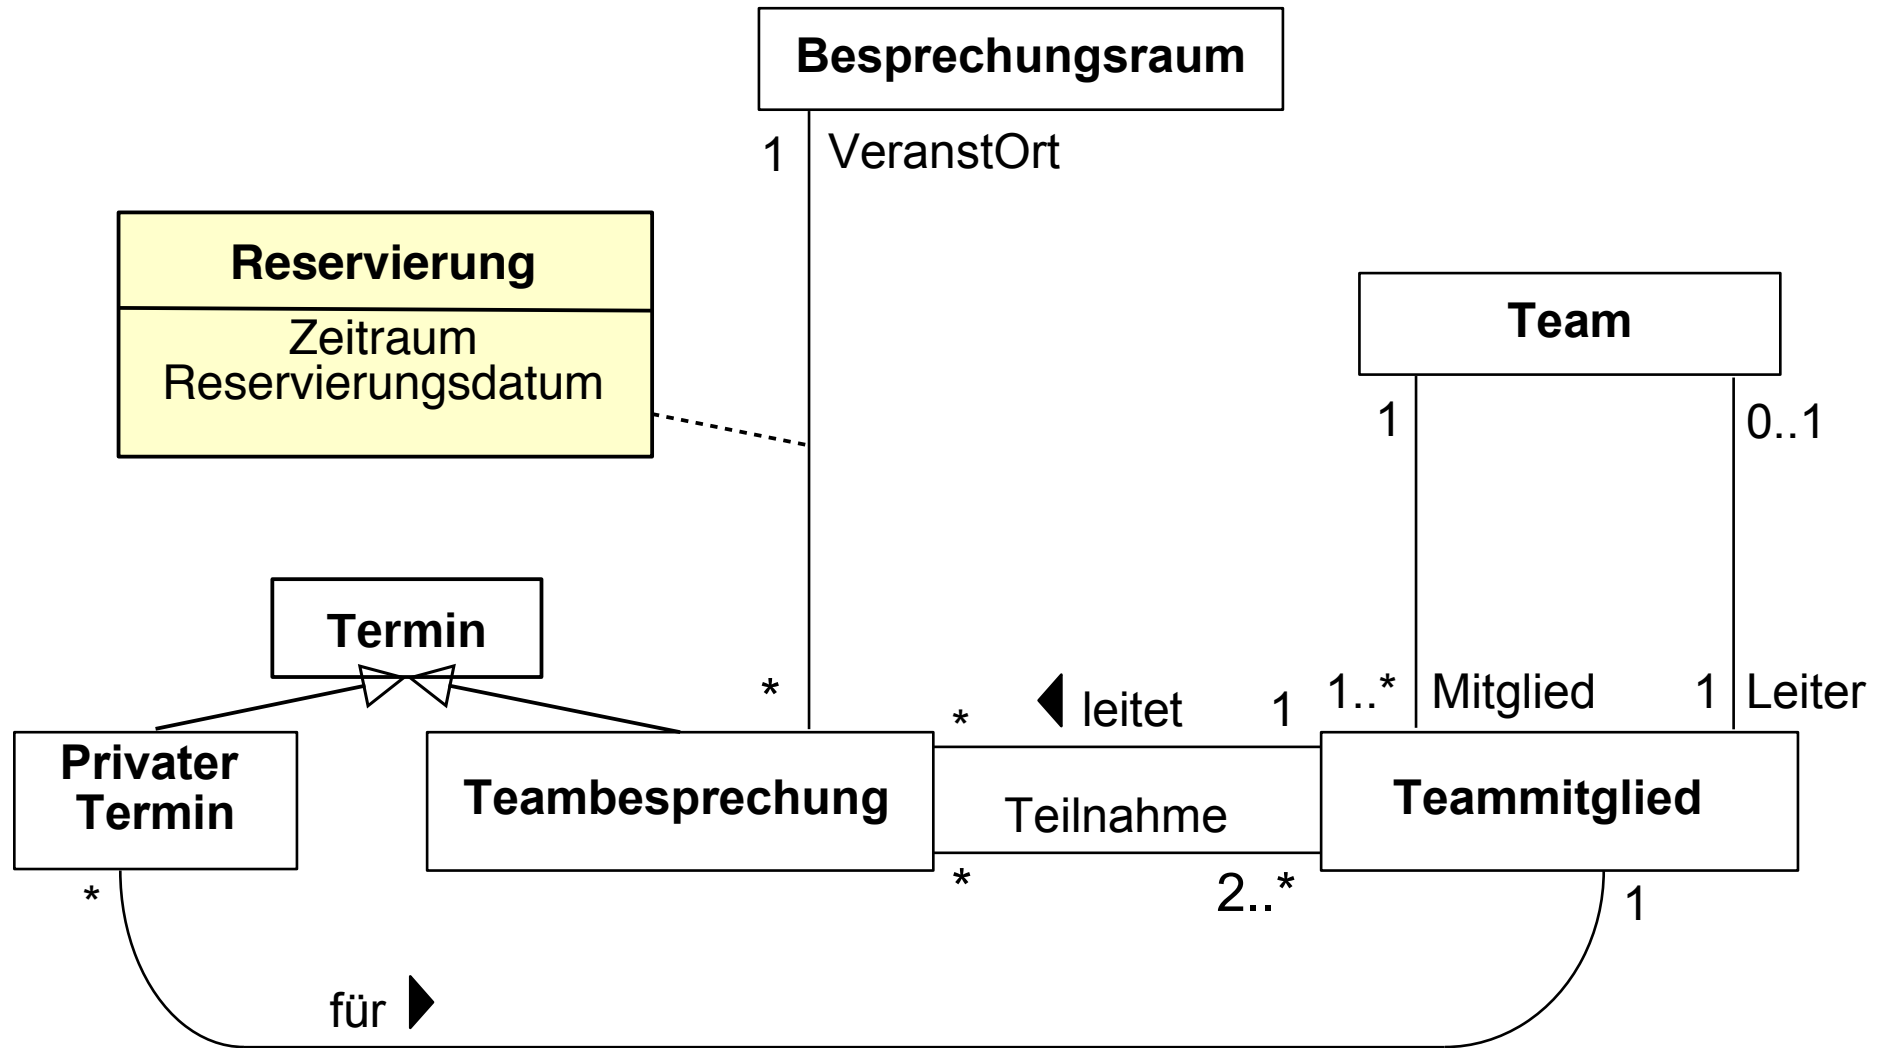 Besprechungsraum
1 VeranstOrt
Reservierung
Zeitraum
Reservierungsdatum
Team
1
0..1
Termin
*
* leitet 1
1..* Mitglied
1 Leiter
Privater
Termin
Teambesprechung
Teilnahme
Teammitglied
*
*
2..*
1
für